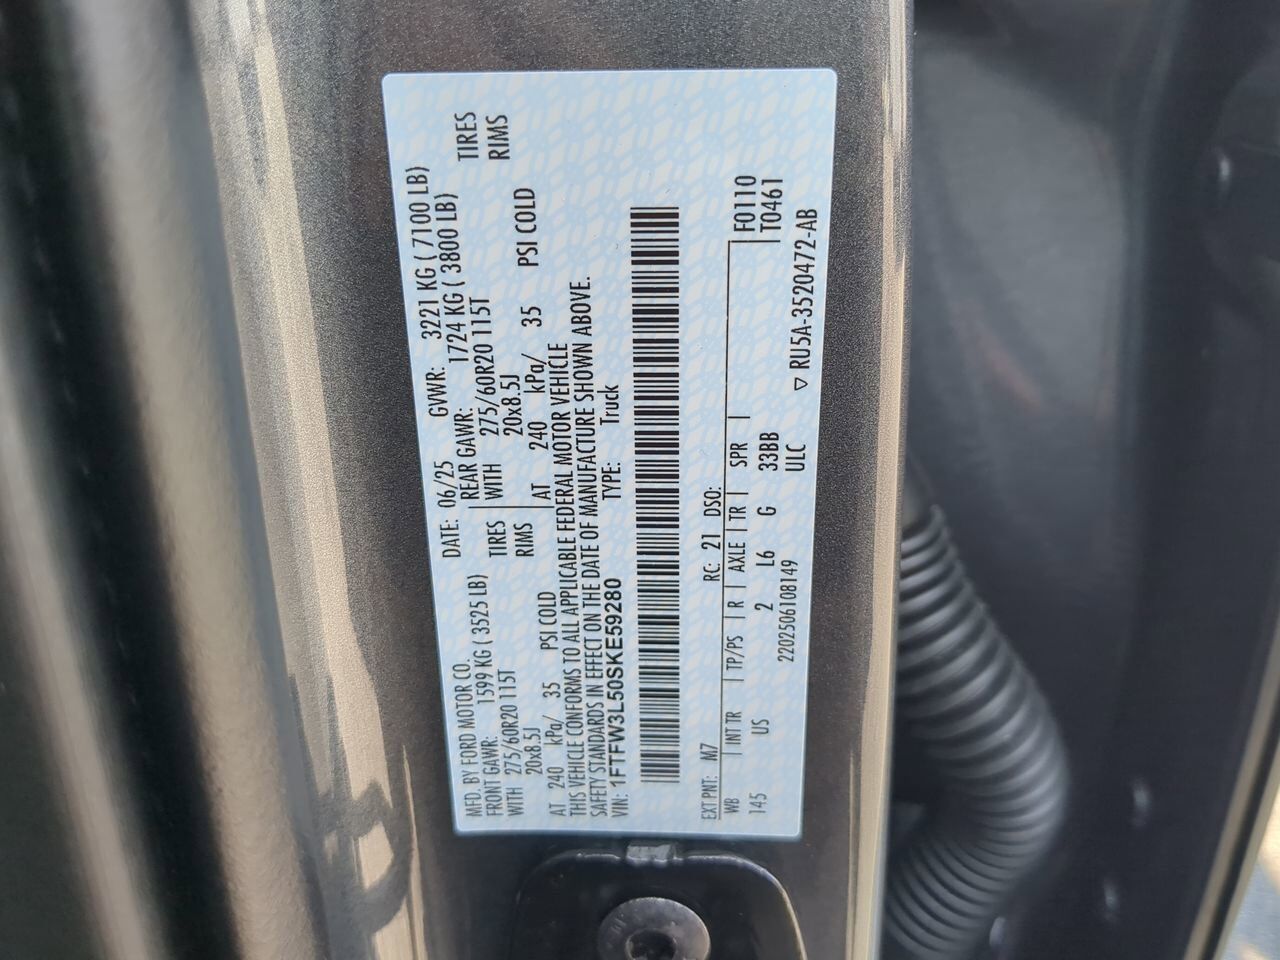 MFD. BY FORD MOTOR CO. DATE: 06/25 GVWR: 3221 KG ( 7100 LB)
FRONT GAWR: 1599 KG ( 3525 LB) REAR GAWR: 1724 KG ( 3800 LB)
WITH 275/60R20 115T TIRES WITH 275/60R20 115T TIRES
20x8.5J RIMS 20x8.5J RIMS
AT 240 kPa/ 35 PSI COLD AT 240 kPa/ 35 PSI COLD
THIS VEHICLE CONFORMS TO ALL APPLICABLE FEDERAL MOTOR VEHICLE
SAFETY STANDARDS IN EFFECT ON THE DATE OF MANUFACTURE SHOWN ABOVE.
VIN: 1FTFW3L50SKE59280 TYPE: Truck
EXT PNT: M7 RC: 21 DSO: F0110
WB | INT TR | TP/PS | R | AXLE | TR | SPR | T0461
145 US 2 L6 G 33BB
2202506108149 ULC
▽ RU5A-3520472-AB